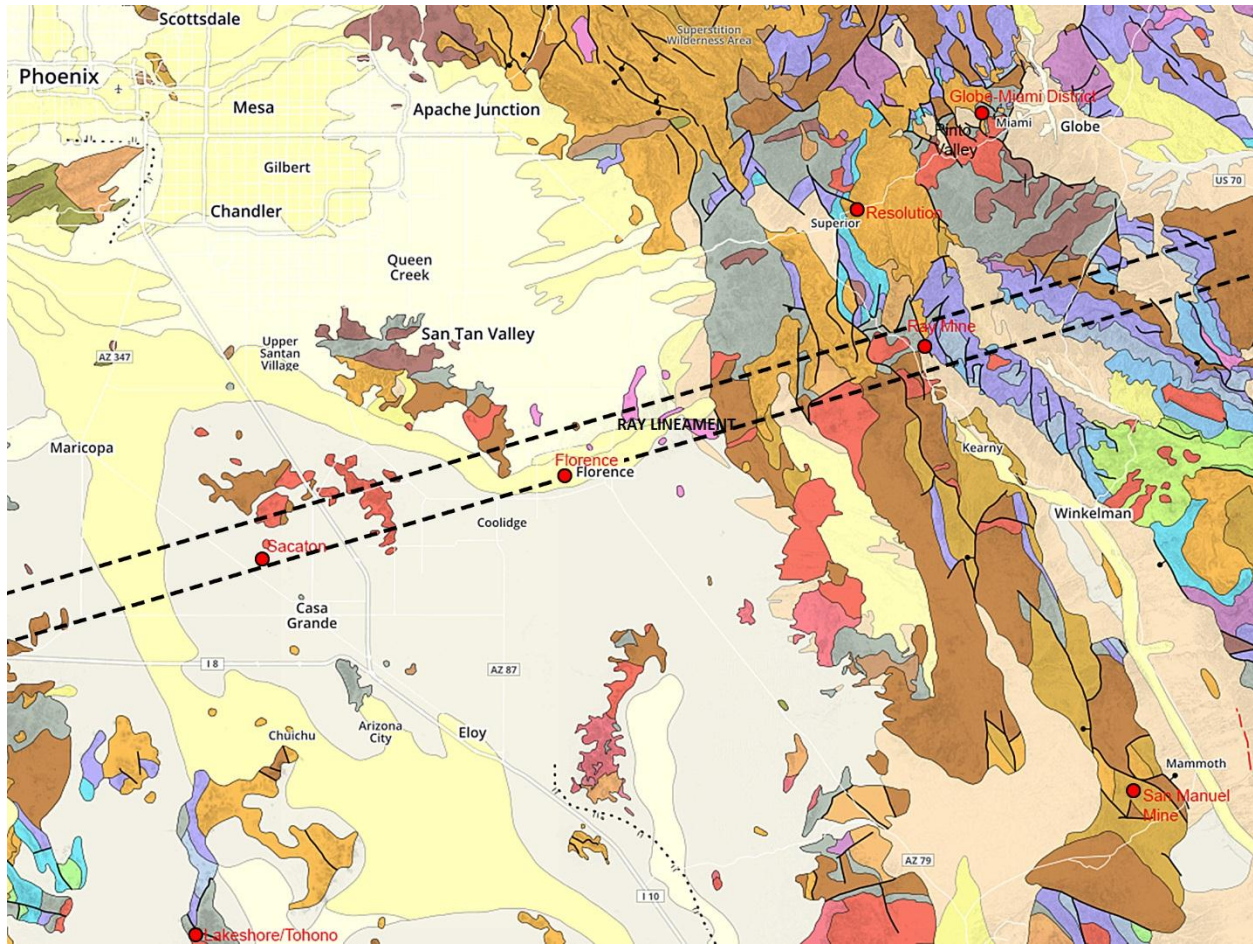 Scottsdale
Superstition
Wilderness Area
Phoenix
Mesa
Apache Junction
Globe-Miami District
Miami
Globe
Pinto
Valley
Gilbert
US 70
Chandler
Resolution
Superior
Queen
Creek
San Tan Valley
Ray Mine
Upper
Santan
Village
AZ 347
RAY LINEAMENT
Maricopa
Kearny
Florence
Florence
Coolidge
Winkelman
Sacaton
Casa
Grande
I 8
AZ 87
Arizona
City
Eloy
Chuichu
Mammoth
San Manuel
Mine
AZ 79
I 10
Lakeshore/Tohono